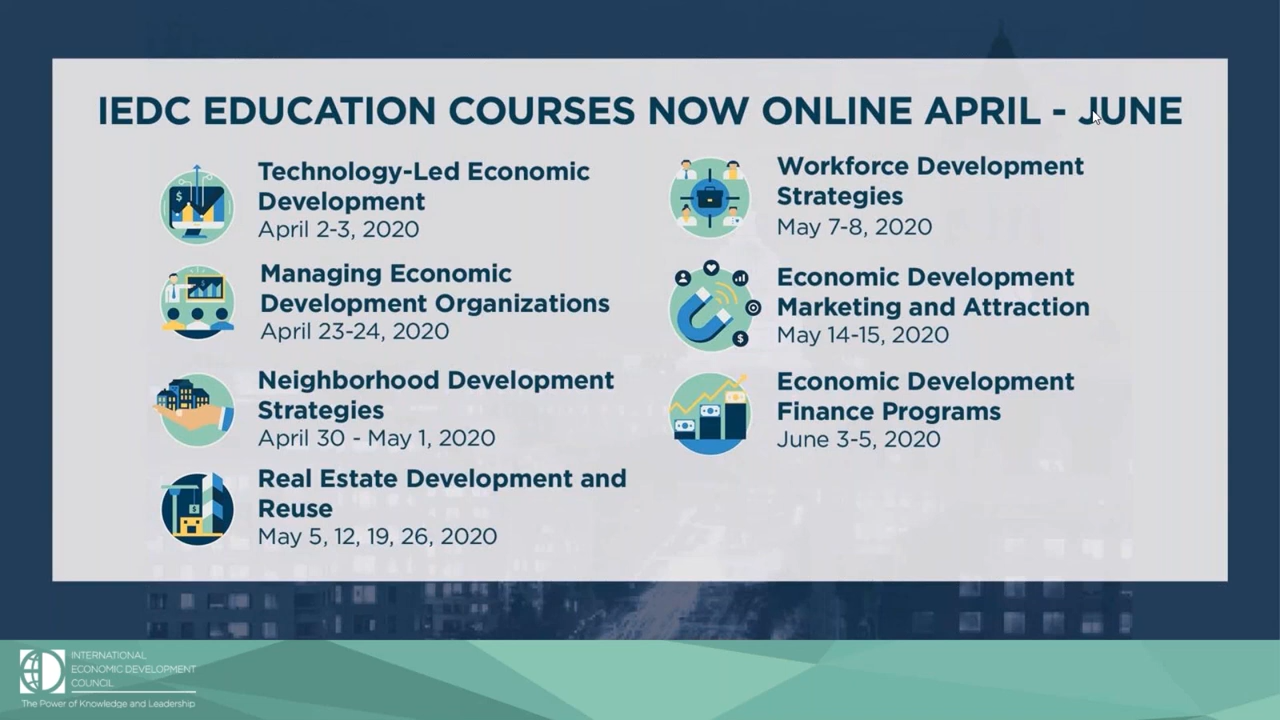 IEDC EDUCATION COURSES NOW ONLINE APRIL - JUNE
Technology-Led Economic
Development
April 2-3, 2020
Managing Economic
Development Organizations
April 23-24, 2020
Neighborhood Development
Strategies
April 30 - May 1, 2020
Real Estate Development and
Reuse
May 5, 12, 19, 26, 2020
Workforce Development
Strategies
May 7-8, 2020
Economic Development
Marketing and Attraction
May 14-15, 2020
Economic Development
Finance Programs
June 3-5, 2020
INTERNATIONAL
ECONOMIC DEVELOPMENT
COUNCIL
The Power of Knowledge and Leadership